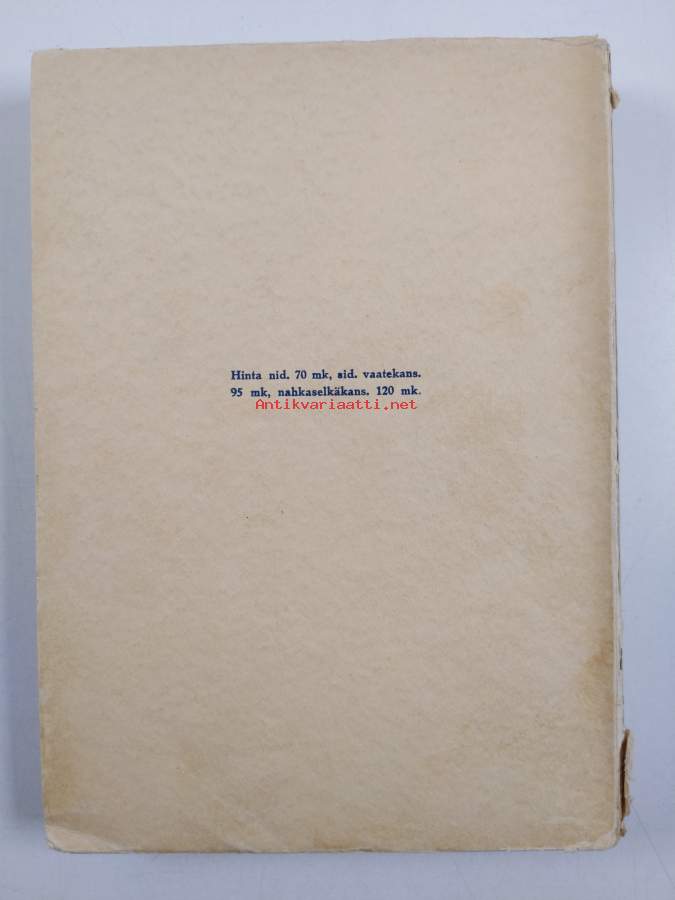 Hinta nid. 70 mk, sid. vaatekans.
95 mk, nahkaselkäkans. 120 mk.
Antikvariaatti.net